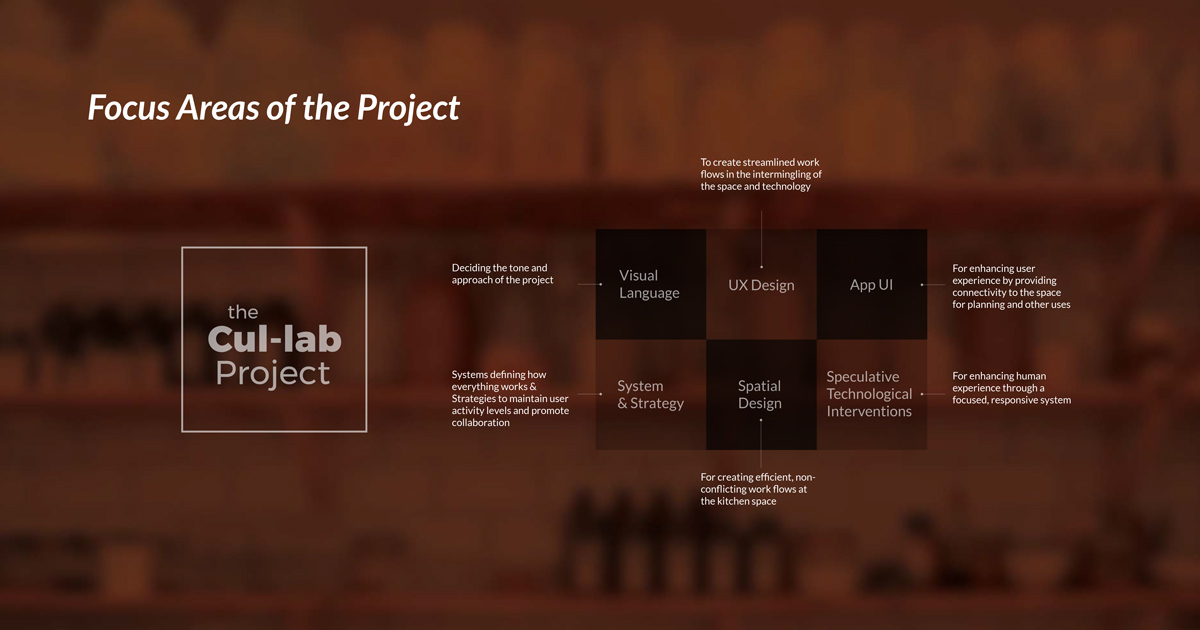 Focus Areas of the Project
the
Cul-lab
Project
To create streamlined work
flows in the intermingling of
the space and technology
Deciding the tone and
approach of the project
Visual
Language
UX Design
App UI
For enhancing user
experience by providing
connectivity to the space
for planning and other uses
Systems defining how
everything works &
Strategies to maintain user
activity levels and promote
collaboration
System
& Strategy
Spatial
Design
Speculative
Technological
Interventions
For enhancing human
experience through a
focused, responsive system
For creating efficient, non-
conflicting work flows at
the kitchen space